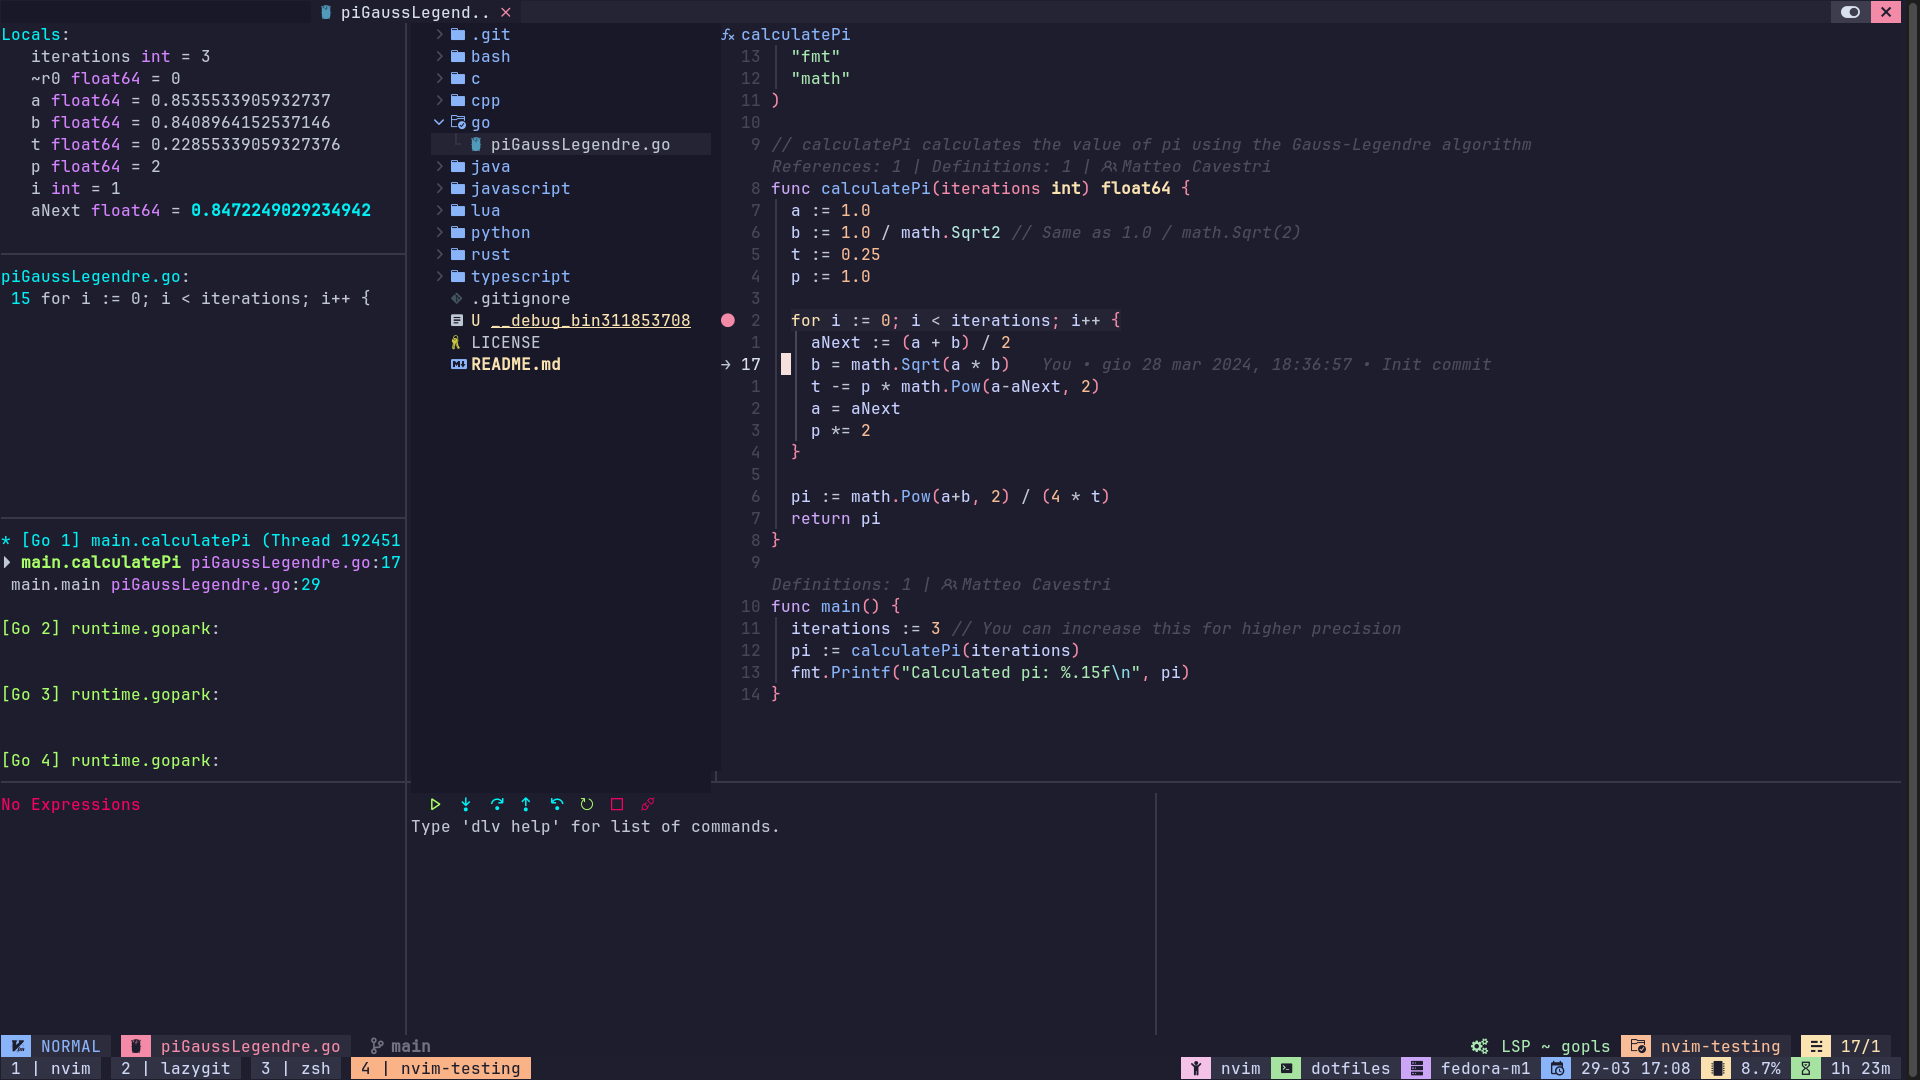 piGaussLegend..
Locals:
iterations int = 3
~r0 float64 = 0
a float64 = 0.8535533905932737
b float64 = 0.8408964152537146
t float64 = 0.22855339059327376
p float64 = 2
i int = 1
aNext float64 = 0.8472249029234942
piGaussLegendre.go:
15 for i := 0; i < iterations; i++ {
* [Go 1] main.calculatePi (Thread 192451
main.calculatePi piGaussLegendre.go:17
main.main piGaussLegendre.go:29
[Go 2] runtime.gopark:
[Go 3] runtime.gopark:
[Go 4] runtime.gopark:
No Expressions
.git
bash
c
cpp
go
piGaussLegendre.go
java
javascript
lua
python
rust
typescript
.gitignore
U __debug_bin311853708
LICENSE
README.md
calculatePi
13 "fmt"
12 "math"
11 )
10
9 // calculatePi calculates the value of pi using the Gauss-Legendre algorithm
References: 1 | Definitions: 1 | Matteo Cavestri
8 func calculatePi(iterations int) float64 {
7 a := 1.0
6 b := 1.0 / math.Sqrt2 // Same as 1.0 / math.Sqrt(2)
5 t := 0.25
4 p := 1.0
3
2 for i := 0; i < iterations; i++ {
1 aNext := (a + b) / 2
→ 17 b = math.Sqrt(a * b) You • gio 28 mar 2024, 18:36:57 • Init commit
1 t -= p * math.Pow(a-aNext, 2)
2 a = aNext
3 p *= 2
4 }
5
6 pi := math.Pow(a+b, 2) / (4 * t)
7 return pi
8 }
9
Definitions: 1 | Matteo Cavestri
10 func main() {
11 iterations := 3 // You can increase this for higher precision
12 pi := calculatePi(iterations)
13 fmt.Printf("Calculated pi: %.15f\n", pi)
14 }
Type 'dlv help' for list of commands.
NORMAL piGaussLegendre.go main LSP ~ gopls nvim-testing 17/1
1 | nvim 2 | lazygit 3 | zsh 4 | nvim-testing nvim dotfiles fedora-m1 29-03 17:08 8.7% 1h 23m